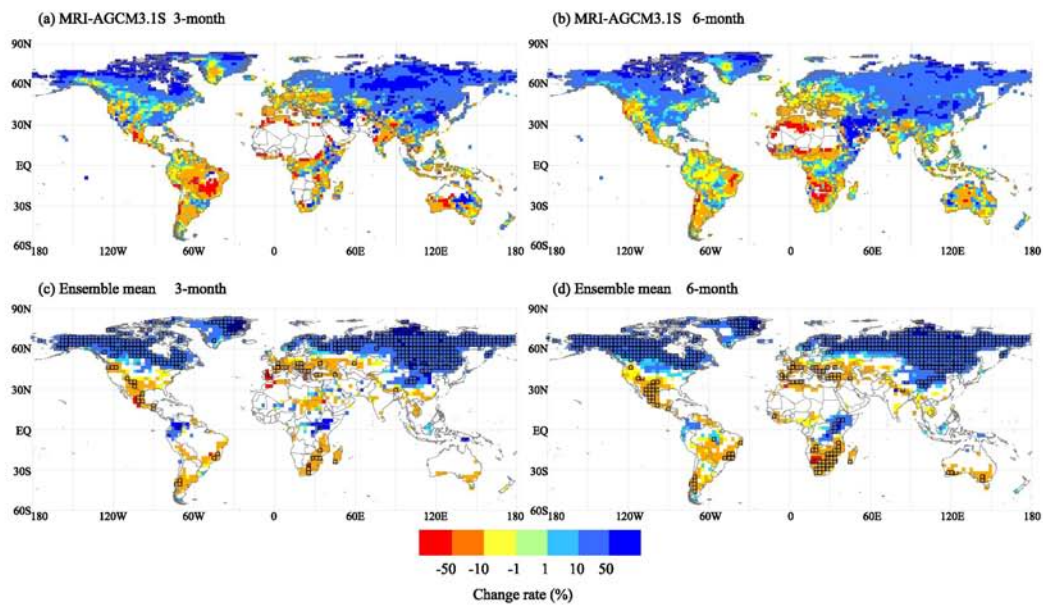 (a) MRI-AGCM3.1S 3-month
(b) MRI-AGCM3.1S 6-month
90N
60N
30N
EQ
30S
60S
180 120W 60W 0 60E 120E 180
90N
60N
30N
EQ
30S
60S
180 120W 60W 0 60E 120E 180
(c) Ensemble mean 3-month
(d) Ensemble mean 6-month
90N
60N
30N
EQ
30S
60S
180 120W 60W 0 60E 120E 180
90N
60N
30N
EQ
30S
60S
180 120W 60W 0 60E 120E 180
-50 -10 -1 1 10 50
Change rate (%)